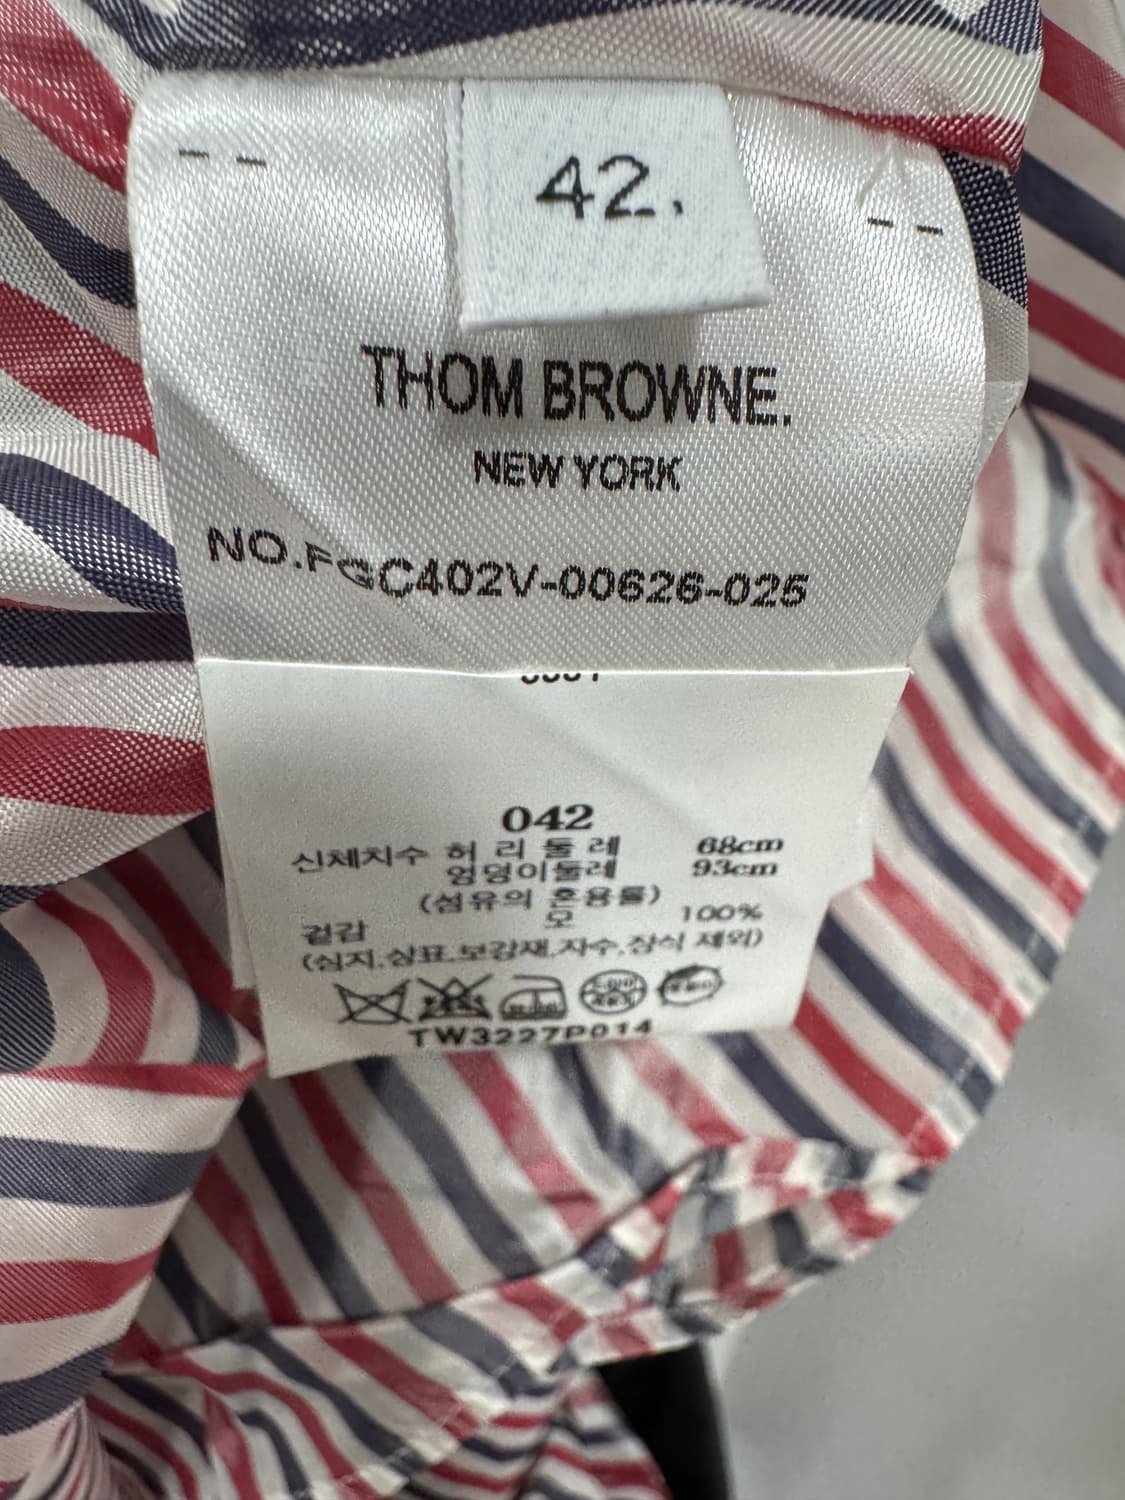 42.
THOM BROWNE.
NEW YORK
NO.FGC402V-00626-025
042
신체치수 허 리 둘 레 68cm
엉덩이둘레 93cm
(섬유의 혼용률)
겉감 모 100%
(심지.상표.보강재.자수.장식 제외)
TW3227P014